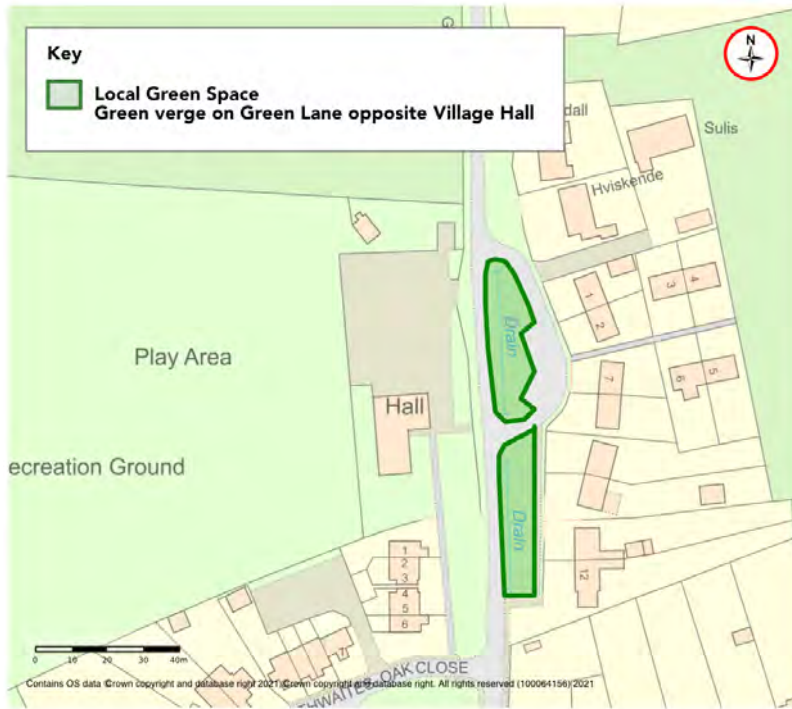 G
Key
N
Local Green Space
Green verge on Green Lane opposite Village Hall
dall
Sulis
Hviskende
1
2
3
4
Drain
Play Area
7
6
5
Hall
ecreation Ground
Drain
1
2
3
4
5
6
12
7
0 10 20 30 40m
OAK CLOSE
THWAITES
Contains OS data ©Crown copyright and database right 2021 ©Crown copyright and database right. All rights reserved (100064156) 2021